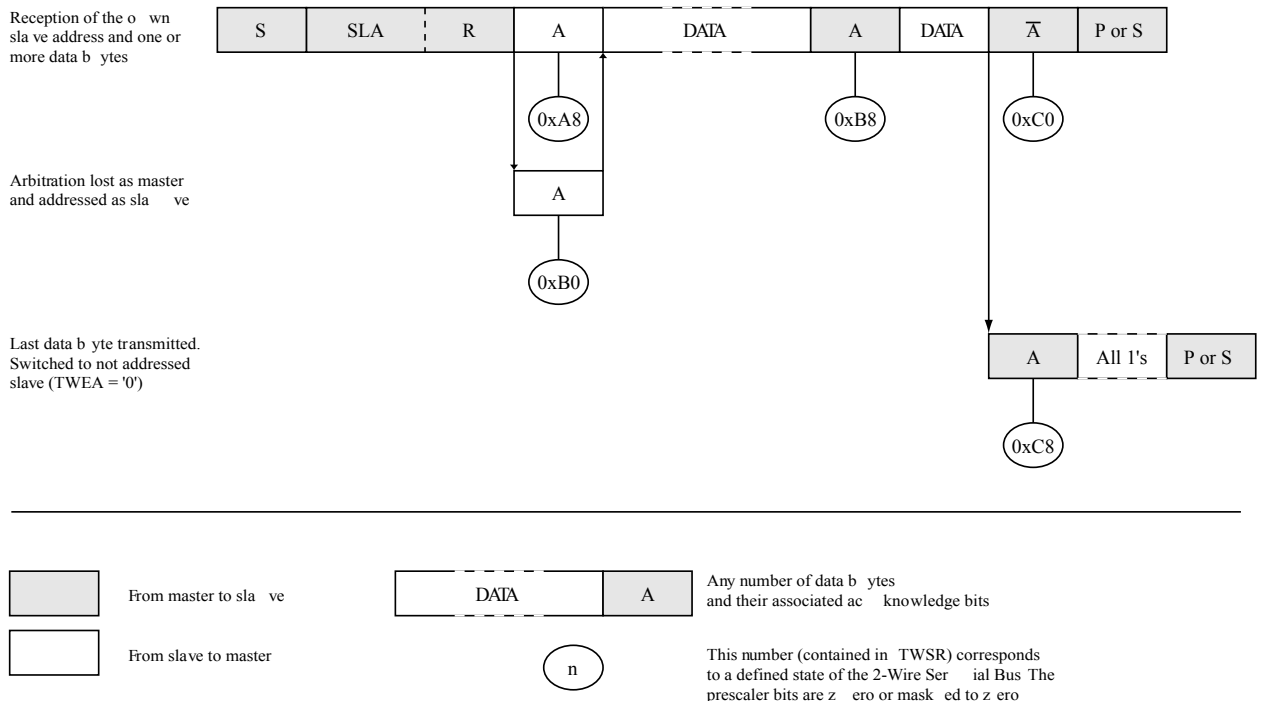 Reception of the o wn
sla ve address and one or
more data b ytes
S SLA R A DATA A DATA A̅ P or S
0xA8 0xB8 0xC0
Arbitration lost as master
and addressed as sla ve
A
0xB0
Last data b yte transmitted.
Switched to not addressed
slave (TWEA = '0')
A All 1's P or S
0xC8
From master to sla ve
DATA A
Any number of data b ytes
and their associated ac knowledge bits
From slave to master
n
This number (contained in TWSR) corresponds
to a defined state of the 2-Wire Ser ial Bus The
prescaler bits are z ero or mask ed to z ero